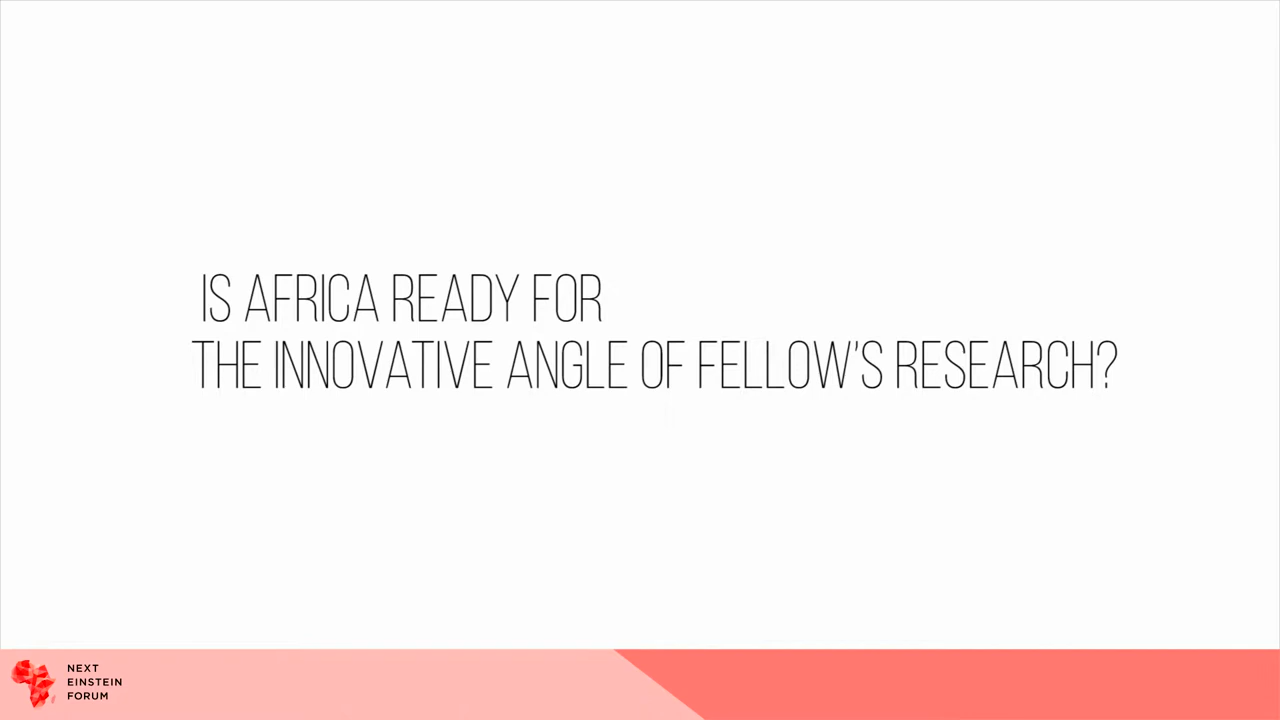 IS AFRICA READY FOR
THE INNOVATIVE ANGLE OF FELLOW'S RESEARCH?
NEXT
EINSTEIN
FORUM